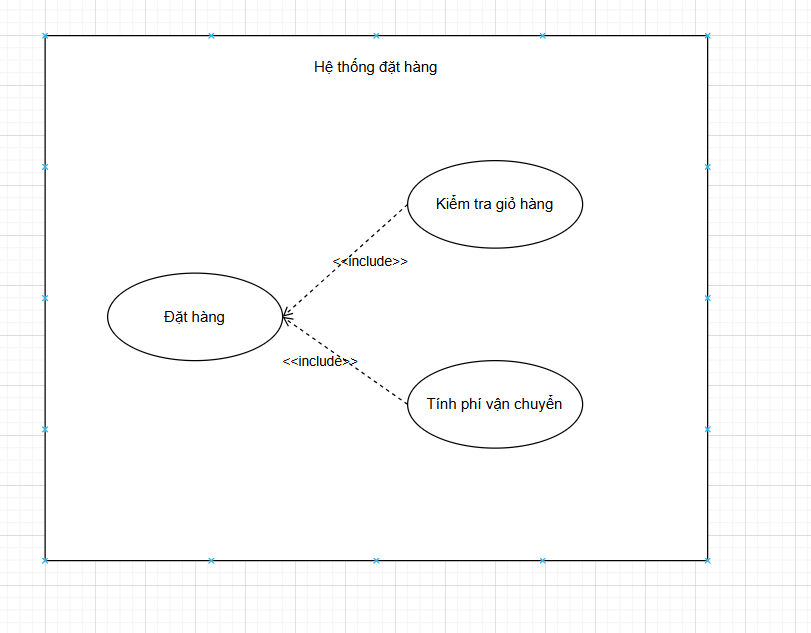 Hệ thống đặt hàng
Kiểm tra giỏ hàng
<<include>>
Đặt hàng
<<include>>
Tính phí vận chuyển